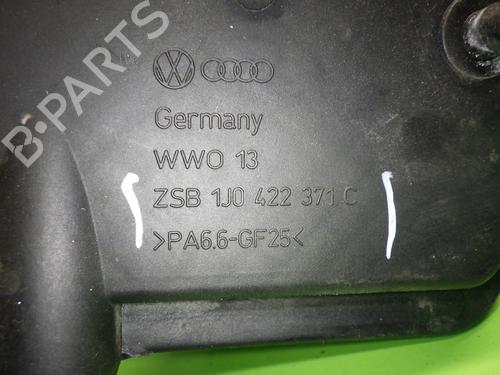 B-PARTS
Germany
WWO 13
ZSB 1J0 422 371 C
>PA6.6-GF25<